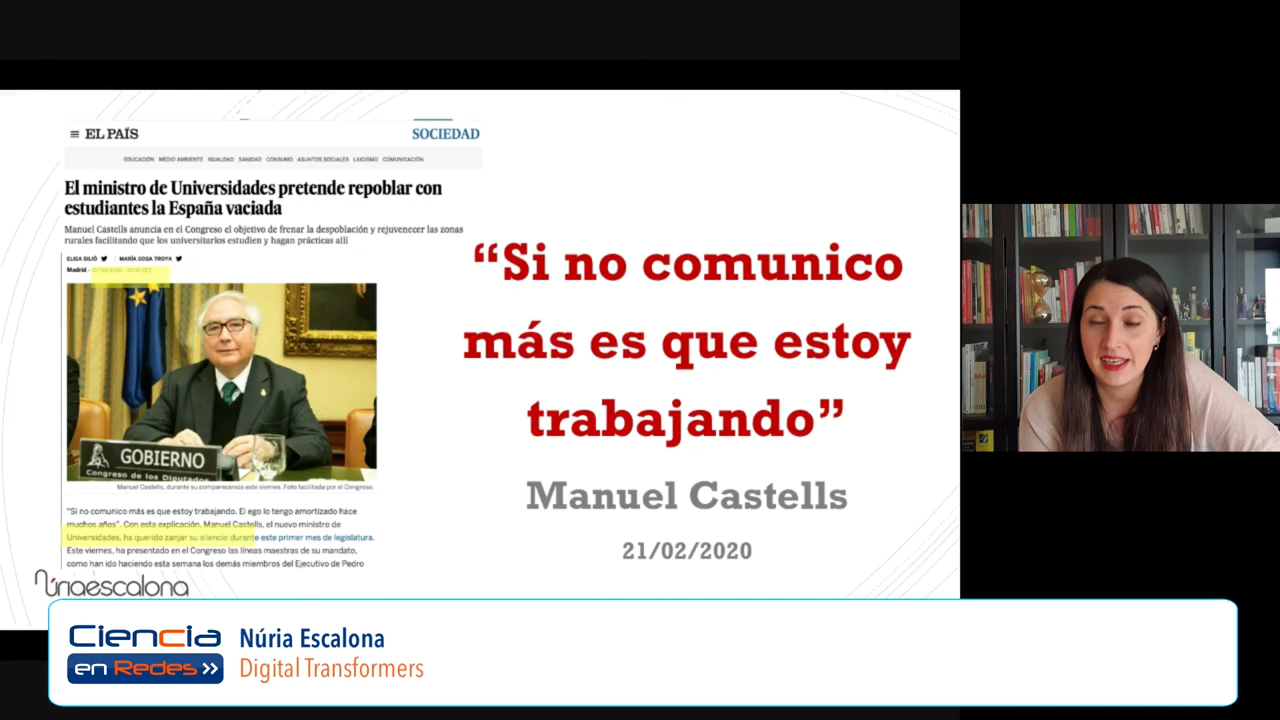 EL PAÍS
SOCIEDAD
EDUCACIÓN MEDIO AMBIENTE IGUALDAD SANIDAD CONSUMO ASUNTOS SOCIALES LAICISMO COMUNICACIÓN
El ministro de Universidades pretende repoblar con
estudiantes la España vaciada
Manuel Castells anuncia en el Congreso el objetivo de frenar la despoblación y rejuvenecer las zonas
rurales facilitando que los universitarios estudien y hagan prácticas allí
ELISA SILIÓ | MARÍA SOSA TROYA
Madrid - 21 FEB 2020
GOBIERNO
Congreso de los Diputados
Manuel Castells, durante su comparecencia este viernes. Foto facilitada por el Congreso.
"Si no comunico más es que estoy trabajando. El ego lo tengo amortizado hace
muchos años". Con esta explicación, Manuel Castells, el nuevo ministro de
Universidades, ha querido zanjar su silencio durante este primer mes de legislatura.
Este viernes, ha presentado en el Congreso las líneas maestras de su mandato,
como han ido haciendo esta semana los demás miembros del Ejecutivo de Pedro
“Si no comunico
más es que estoy
trabajando”
Manuel Castells
21/02/2020
núriaescalona
Ciencia
en Redes »
Núria Escalona
Digital Transformers